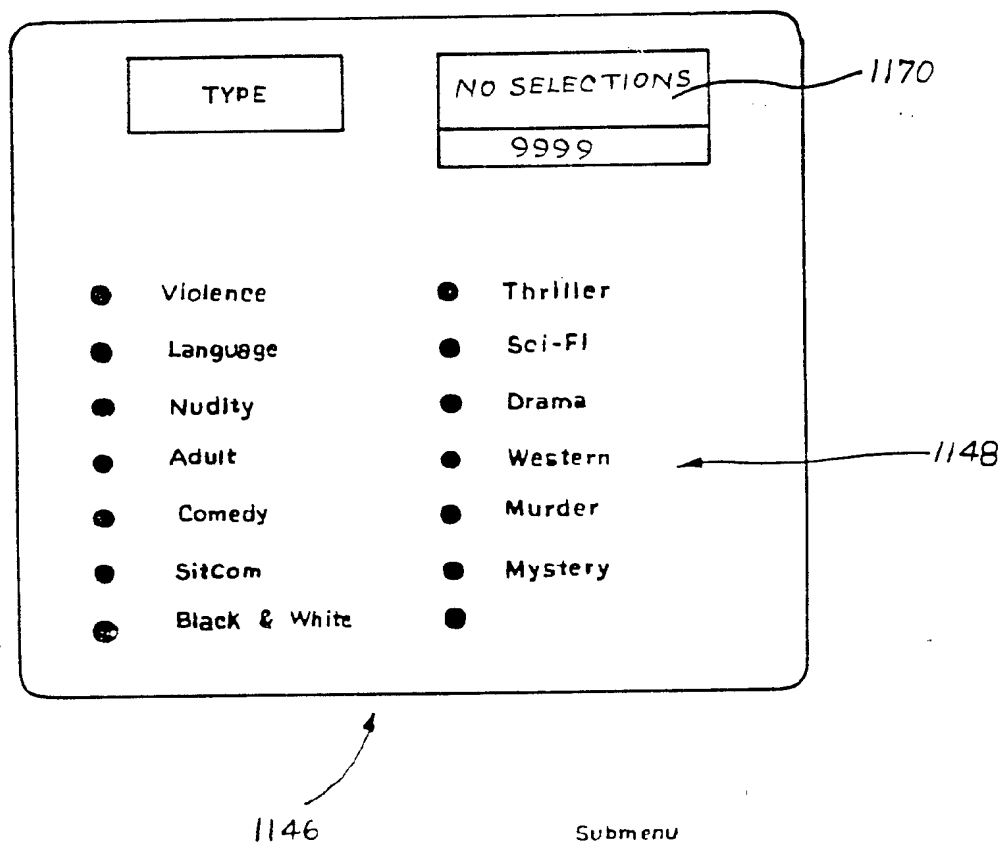 TYPE
NO SELECTIONS
1170
9999
Violence
Thriller
Language
Sci-FI
Nudity
Drama
Adult
Western
1148
Comedy
Murder
SitCom
Mystery
Black & White
1146
Submenu